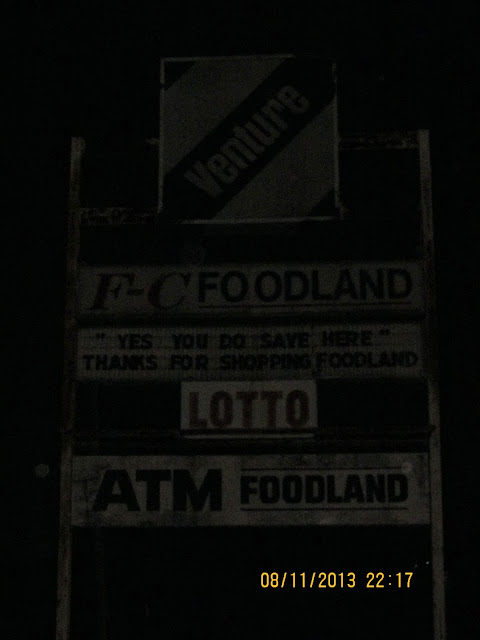 Venture
F-C FOODLAND
" YES YOU DO SAVE HERE "
THANKS FOR SHOPPING FOODLAND
LOTTO
ATM FOODLAND
08/11/2013 22:17